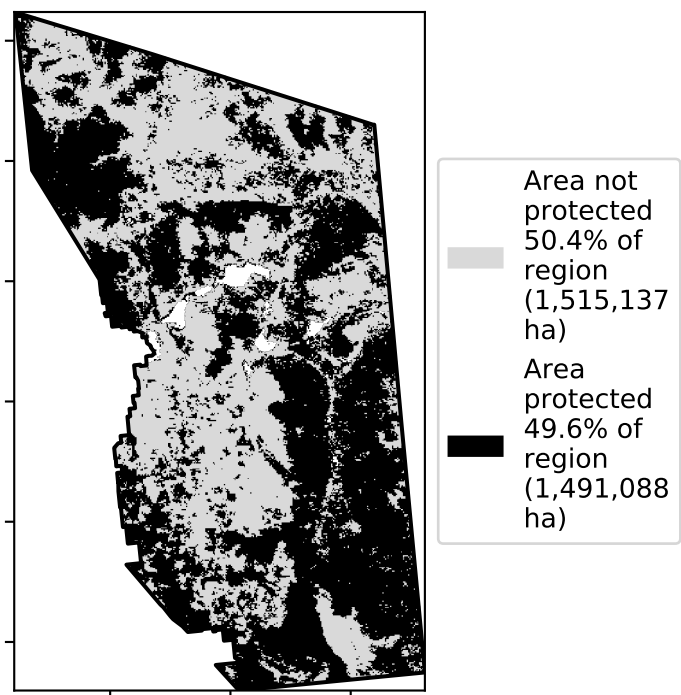 Area not
protected
50.4% of
region
(1,515,137
ha)
Area
protected
49.6% of
region
(1,491,088
ha)